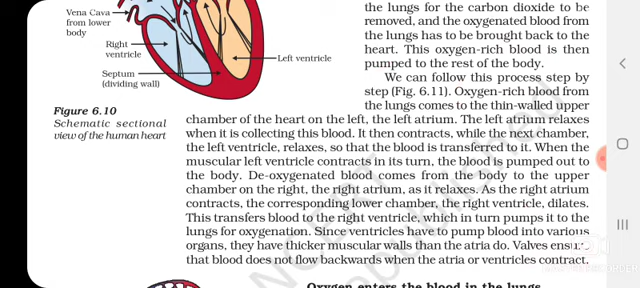 Vena Cava
from lower
body
Right
ventricle
Left ventricle
Septum
(dividing wall)
Figure 6.10
Schematic sectional
view of the human heart
the lungs for the carbon dioxide to be
removed, and the oxygenated blood from
the lungs has to be brought back to the
heart. This oxygen-rich blood is then
pumped to the rest of the body.
We can follow this process step by
step (Fig. 6.11). Oxygen-rich blood from
the lungs comes to the thin-walled upper
chamber of the heart on the left, the left atrium. The left atrium relaxes
when it is collecting this blood. It then contracts, while the next chamber,
the left ventricle, relaxes, so that the blood is transferred to it. When the
muscular left ventricle contracts in its turn, the blood is pumped out to
the body. De-oxygenated blood comes from the body to the upper
chamber on the right, the right atrium, as it relaxes. As the right atrium
contracts, the corresponding lower chamber, the right ventricle, dilates.
This transfers blood to the right ventricle, which in turn pumps it to the
lungs for oxygenation. Since ventricles have to pump blood into various
organs, they have thicker muscular walls than the atria do. Valves ensure
that blood does not flow backwards when the atria or ventricles contract.
Oxygen enters the blood in the lungs
NCERT
republished